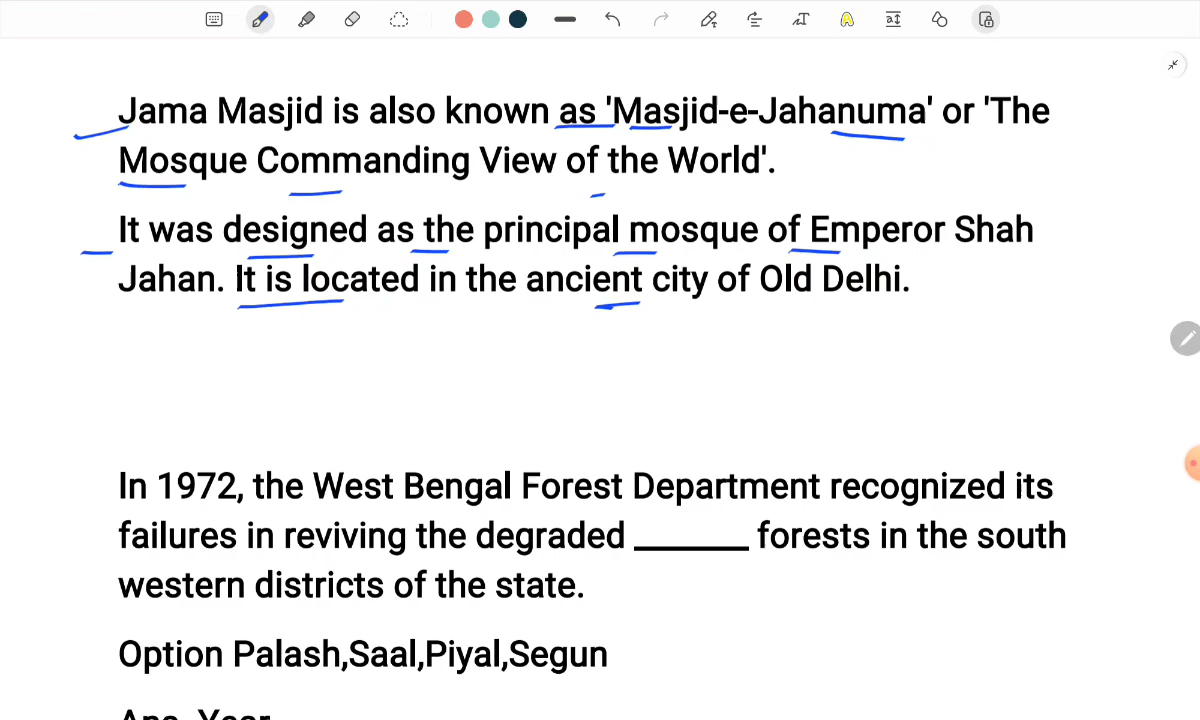 Jama Masjid is also known as 'Masjid-e-Jahanuma' or 'The
Mosque Commanding View of the World'.
It was designed as the principal mosque of Emperor Shah
Jahan. It is located in the ancient city of Old Delhi.
In 1972, the West Bengal Forest Department recognized its
failures in reviving the degraded ______ forests in the south
western districts of the state.
Option Palash,Saal,Piyal,Segun